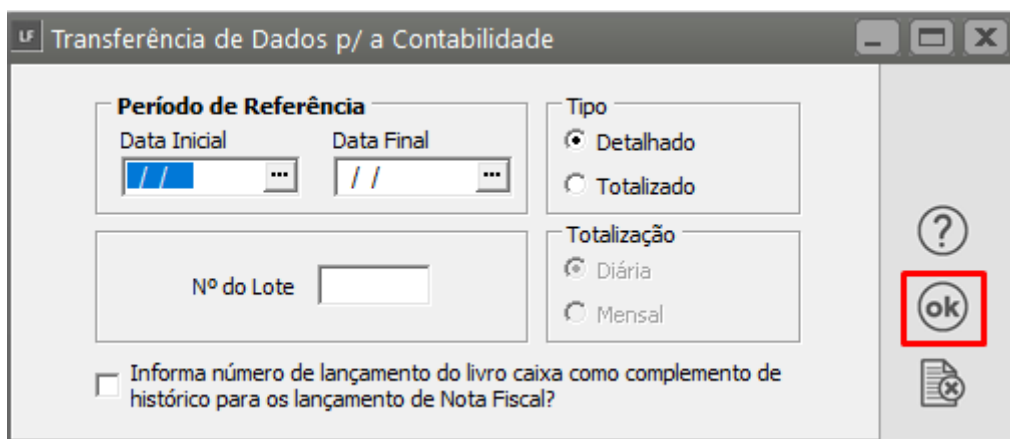 LF Transferência de Dados p/ a Contabilidade
Período de Referência
Data Inicial Data Final
/ / ... / / ...
Tipo
Detalhado
Totalizado
Nº do Lote
Totalização
Diária
Mensal
Informa número de lançamento do livro caixa como complemento de
histórico para os lançamento de Nota Fiscal?
?
ok